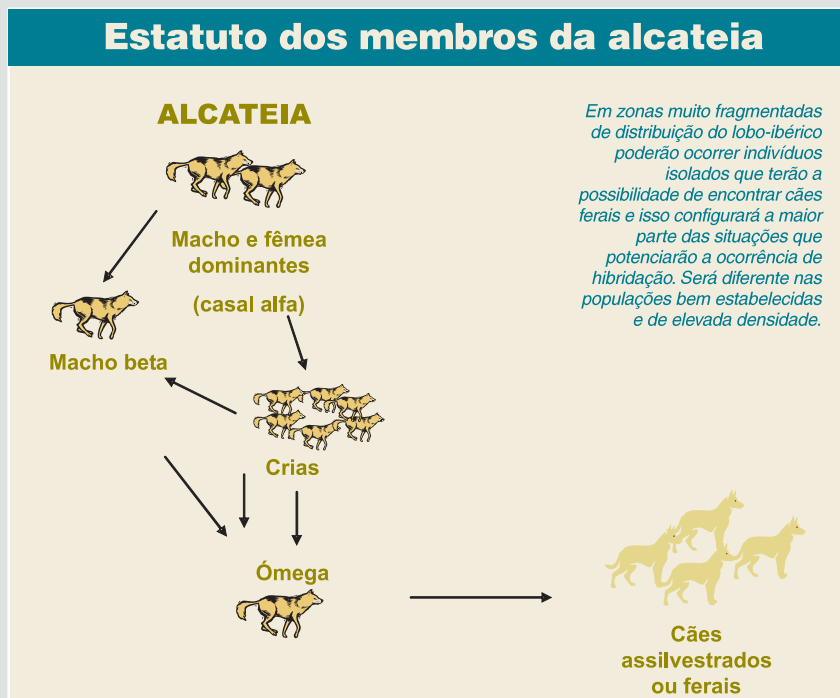 Estatuto dos membros da alcateia
ALCATEIA
Em zonas muito fragmentadas
de distribuição do lobo-ibérico
poderão ocorrer indivíduos
isolados que terão a
possibilidade de encontrar cães
ferais e isso configurará a maior
parte das situações que
potenciarão a ocorrência de
hibridação. Será diferente nas
populações bem estabelecidas
e de elevada densidade.
Macho e fêmea
dominantes
(casal alfa)
Macho beta
Crias
Ómega
Cães
assilvestrados
ou ferais